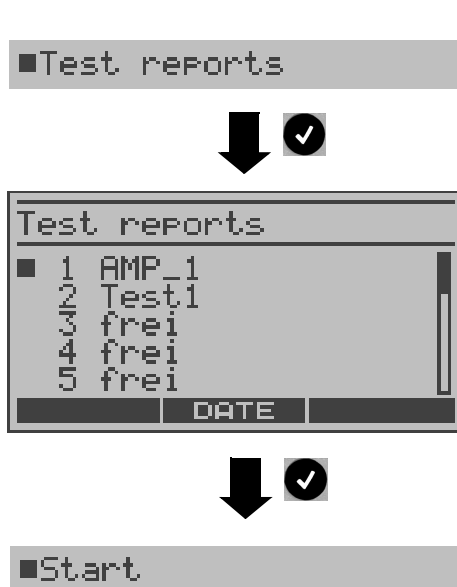 ■Test reports
Test reports
■ 1 AMP_1
2 Test1
3 frei
4 frei
5 frei
DATE
■Start